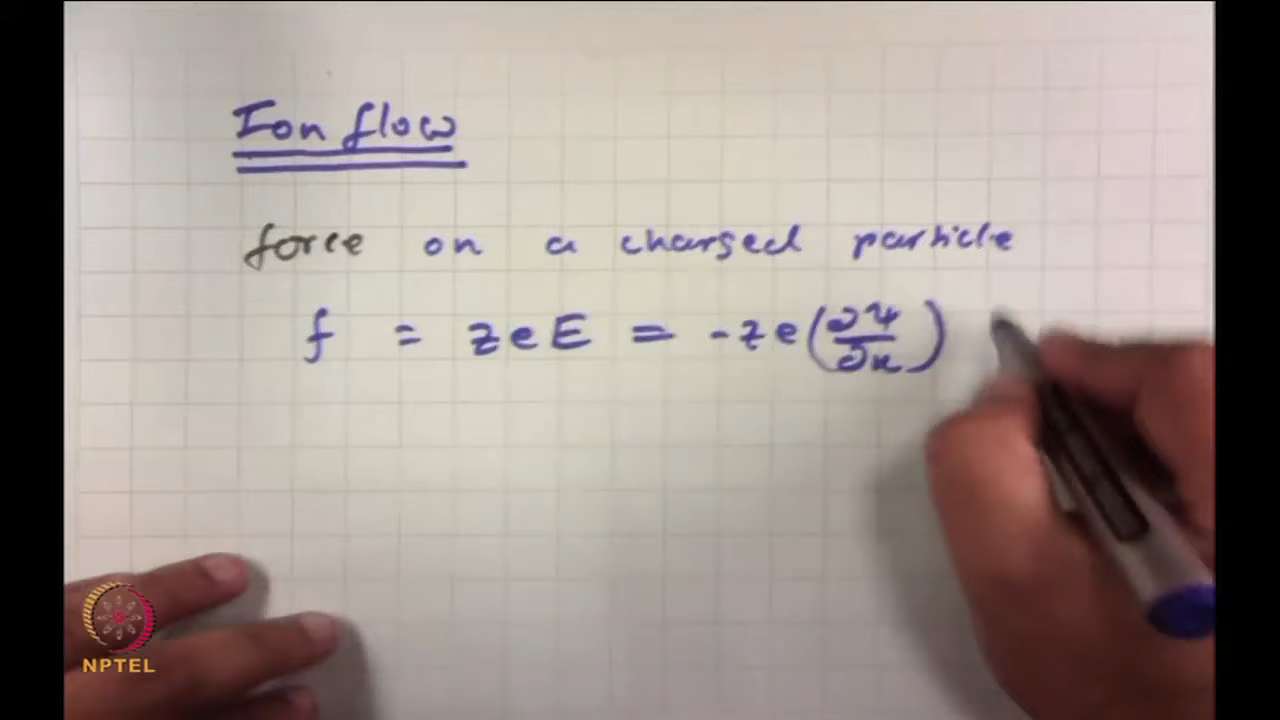 Ion flow
force on a charged particle
f = zeE = -ze(∂ψ/∂x)
NPTEL